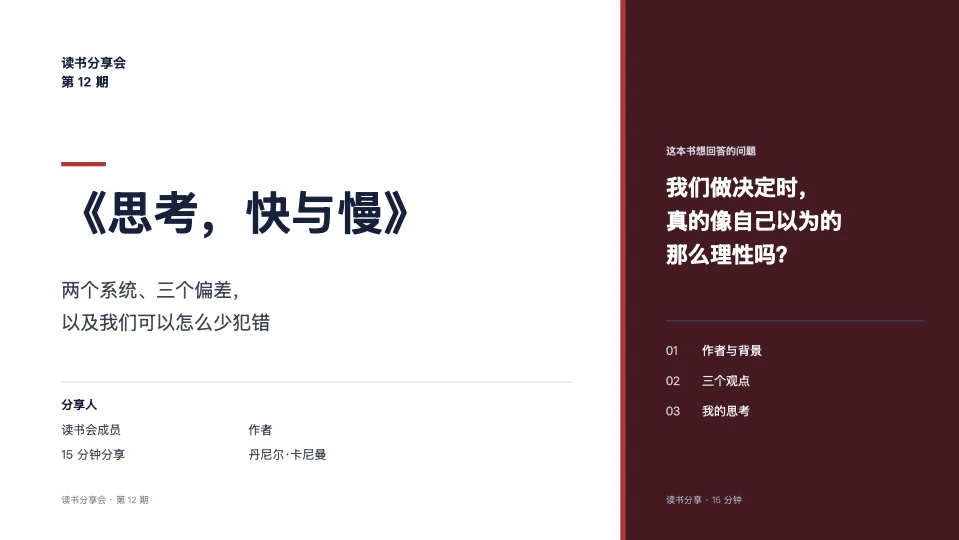 读书分享会
第 12 期
《思考，快与慢》
两个系统、三个偏差，
以及我们可以怎么少犯错
分享人
读书会成员
15 分钟分享
作者
丹尼尔·卡尼曼
读书分享会 · 第 12 期
这本书想回答的问题
我们做决定时，
真的像自己以为的
那么理性吗？
01 作者与背景
02 三个观点
03 我的思考
读书分享 · 15 分钟